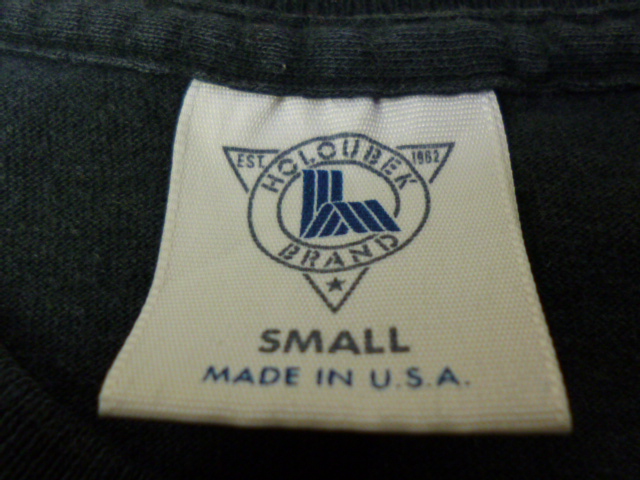 EST. 1962
HOLOUBEK
BRAND
SMALL
MADE IN U.S.A.